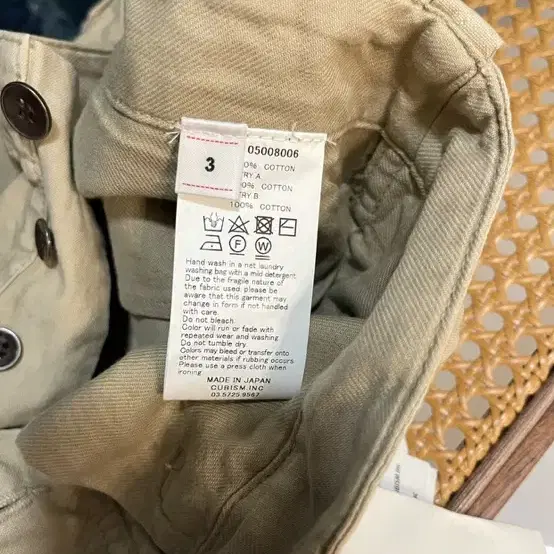 3
05008006
0% COTTON
RY A
0% COTTON
RY B
100% COTTON
Hand wash in a net laundry
washing bag with a mild detergent.
Due to the fragile nature of
the fabric used, please be
aware that this garment may
change in form if not handled
with care.
Do not bleach.
Color will run or fade with
repeated wear and washing.
Do not tumble dry.
Colors may bleed or transfer onto
other materials if rubbing occurs.
Please use a press cloth when
ironing.
MADE IN JAPAN
CUBISM.INC
03.5725.9567